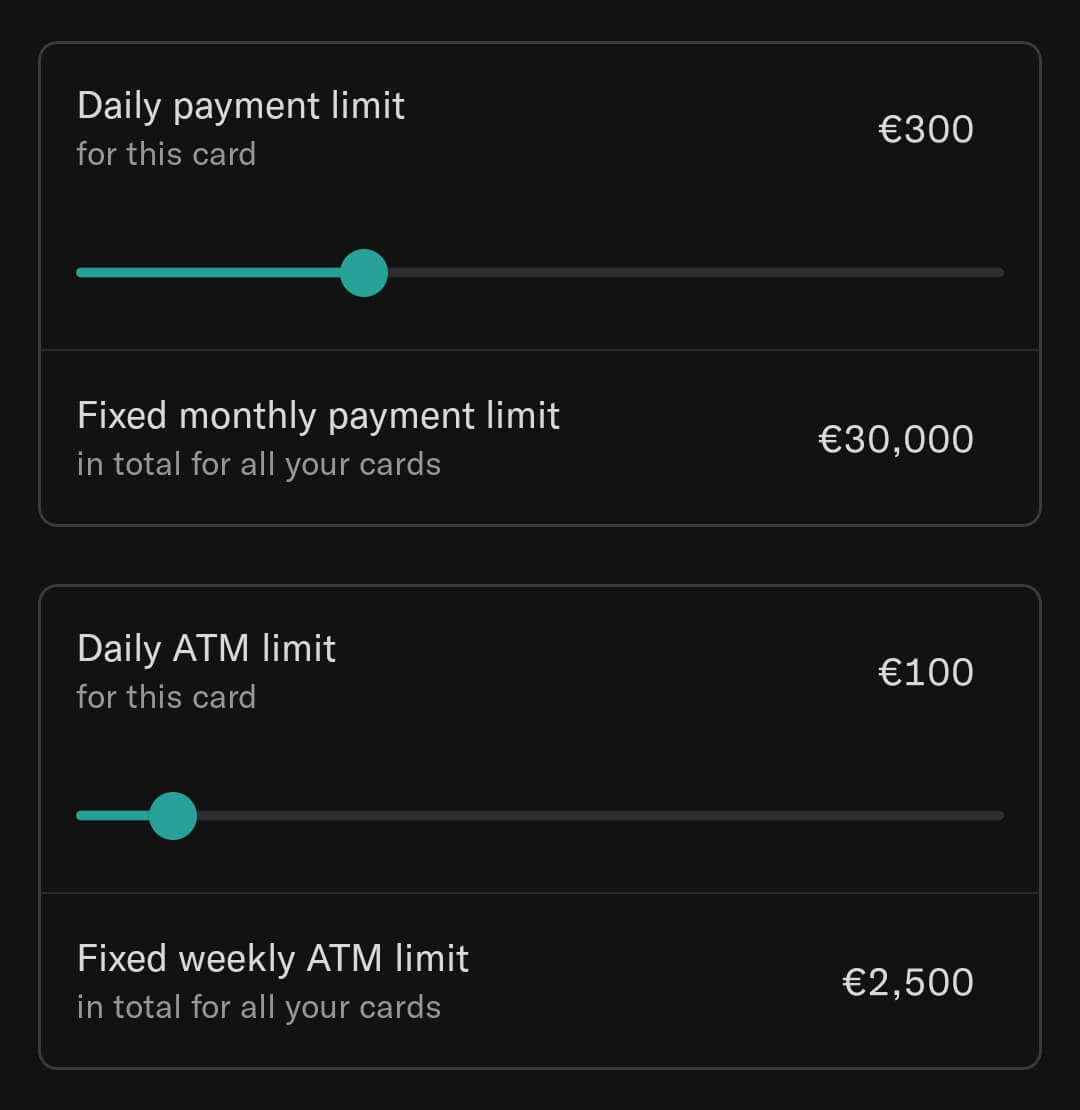 Daily payment limit
for this card
€300
Fixed monthly payment limit
in total for all your cards
€30,000
Daily ATM limit
for this card
€100
Fixed weekly ATM limit
in total for all your cards
€2,500